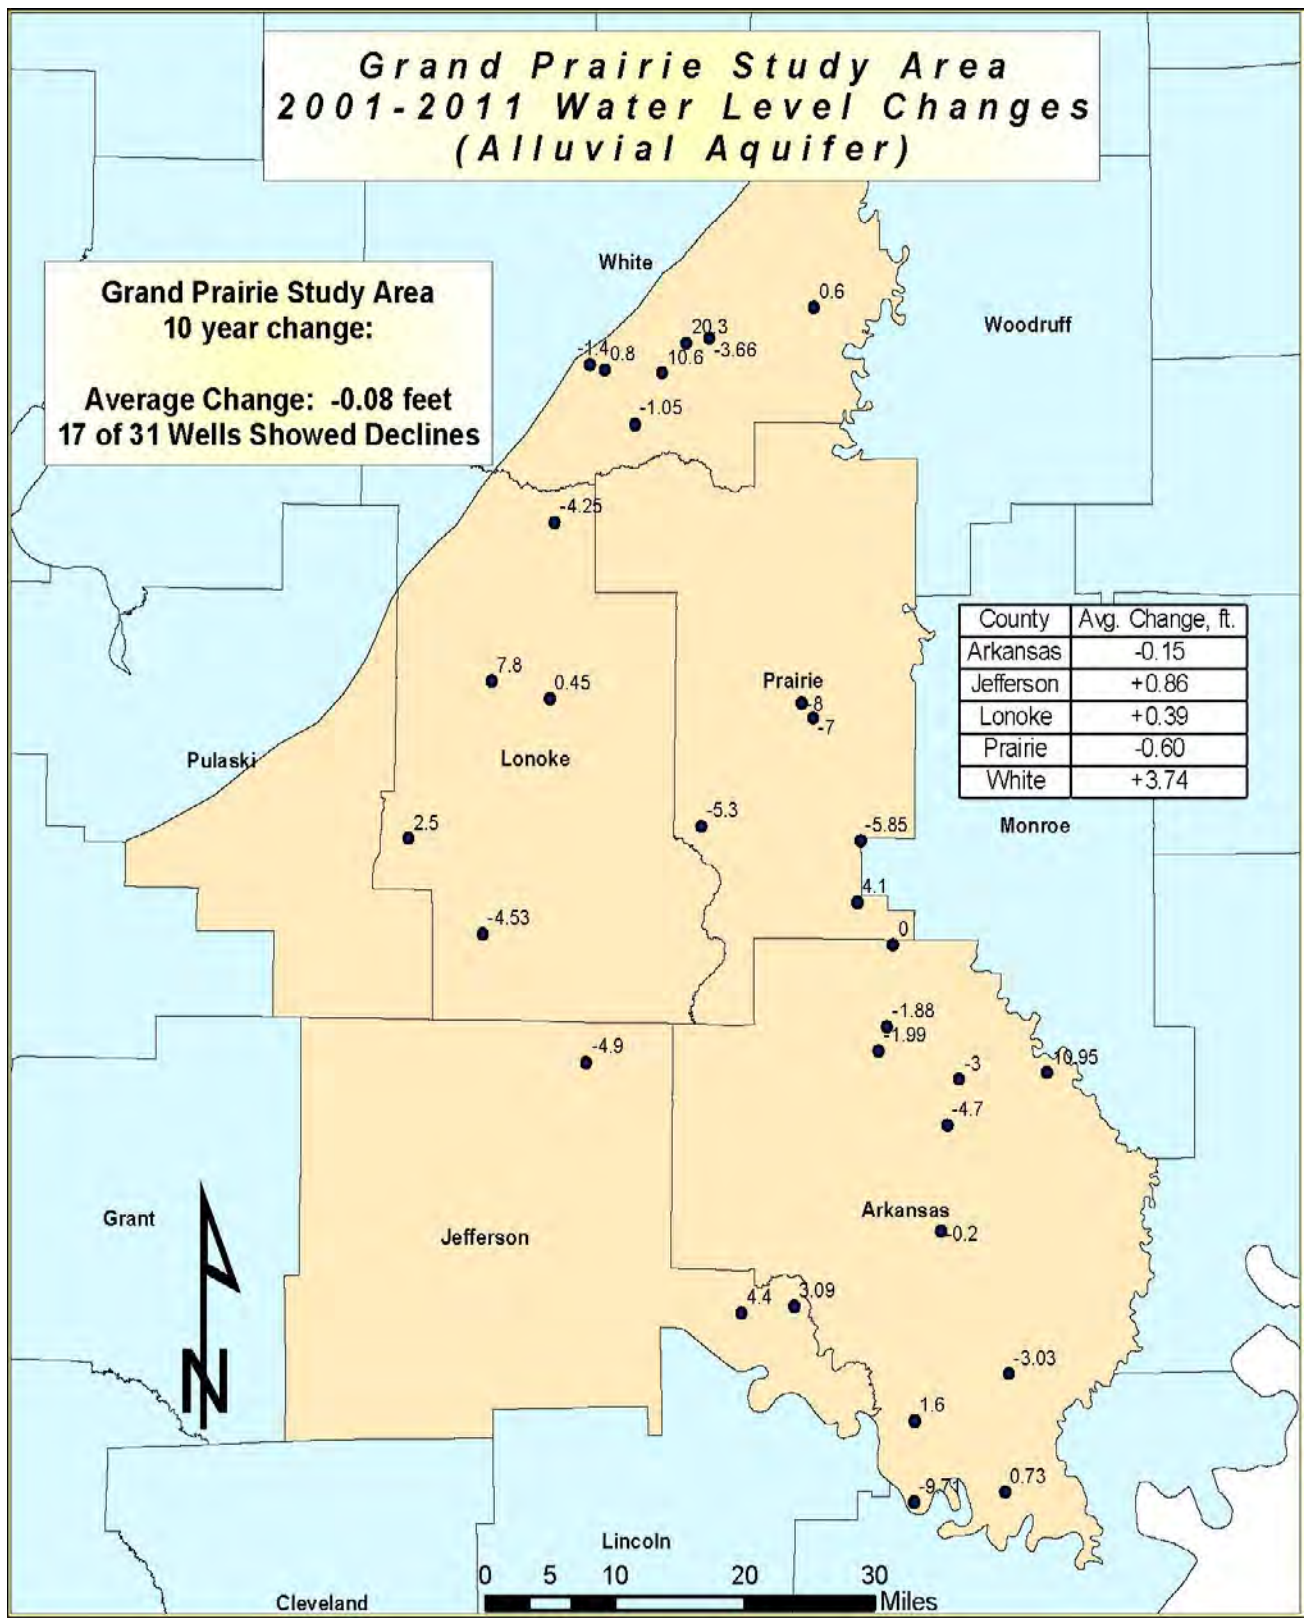 Grand Prairie Study Area
2001-2011 Water Level Changes
(Alluvial Aquifer)
White
Grand Prairie Study Area
10 year change:
Average Change: -0.08 feet
17 of 31 Wells Showed Declines
0.6
Woodruff
20.3
-3.66
-1.4
0.8
10.6
-1.05
-4.25
County Avg. Change, ft.
Arkansas -0.15
Jefferson +0.86
Lonoke +0.39
Prairie -0.60
White +3.74
7.8
0.45
Prairie
-8
-7
Pulaski
Lonoke
2.5
-5.3
-5.85
Monroe
4.1
-4.53
0
-1.88
-1.99
-4.9
-3
10.95
-4.7
Grant
Arkansas
-0.2
Jefferson
4.4
3.09
-3.03
N
1.6
-9.71
0.73
Lincoln
0 5 10 20 30
Miles
Cleveland